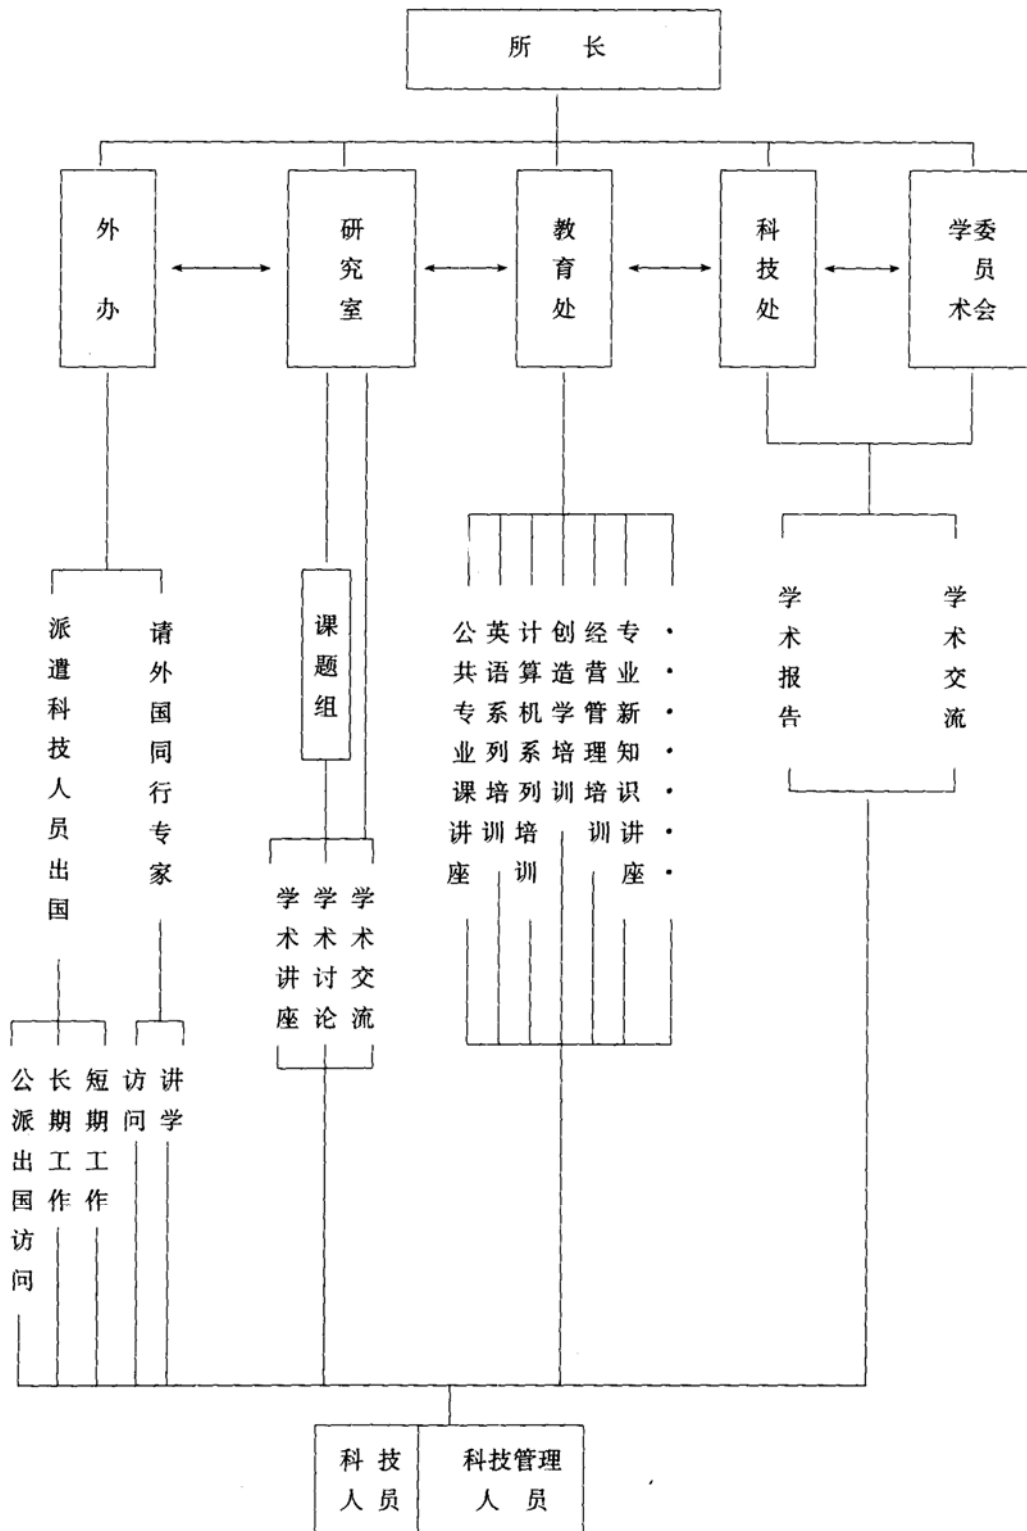 所 长
外 办
研究室
教育处
科技处
学术委员会
派遣科技人员出国
请外国同行专家
课题组
公共专业课讲座
英语系列培训
计算机系列培训
创造学培训
经营管理培训
专业新知识讲座
·······
学术报告
学术交流
学术讲座
学术讨论
学术交流
公派出国访问
长期工作
短期工作
访问
讲学
科 技
人 员
科技管理
人 员